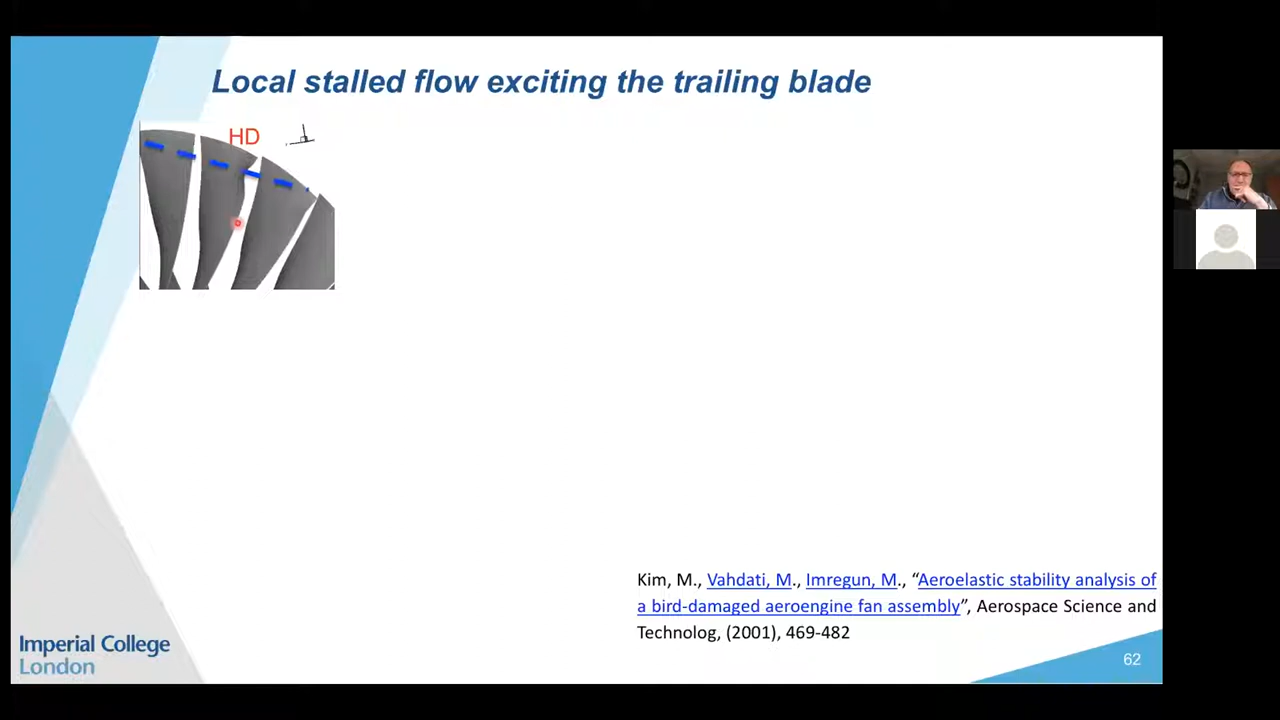 Local stalled flow exciting the trailing blade
HD
Kim, M., Vahdati, M., Imregun, M., “Aeroelastic stability analysis of
a bird-damaged aeroengine fan assembly”, Aerospace Science and
Technolog, (2001), 469-482
Imperial College
London
62